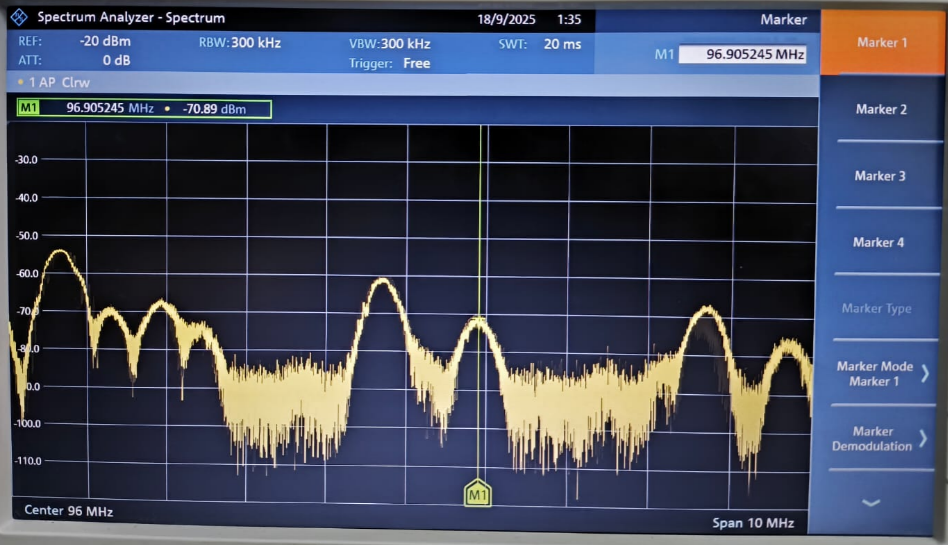 Spectrum Analyzer - Spectrum 18/9/2025 1:35 Marker
REF: -20 dBm RBW: 300 kHz VBW: 300 kHz SWT: 20 ms
ATT: 0 dB Trigger: Free M1 96.905245 MHz
1 AP Clrw
M1 96.905245 MHz • -70.89 dBm
-30.0
-40.0
-50.0
-60.0
-70.0
-80.0
-90.0
-100.0
-110.0
M1
Center 96 MHz Span 10 MHz
Marker 1
Marker 2
Marker 3
Marker 4
Marker Type
Marker Mode
Marker 1
Marker
Demodulation